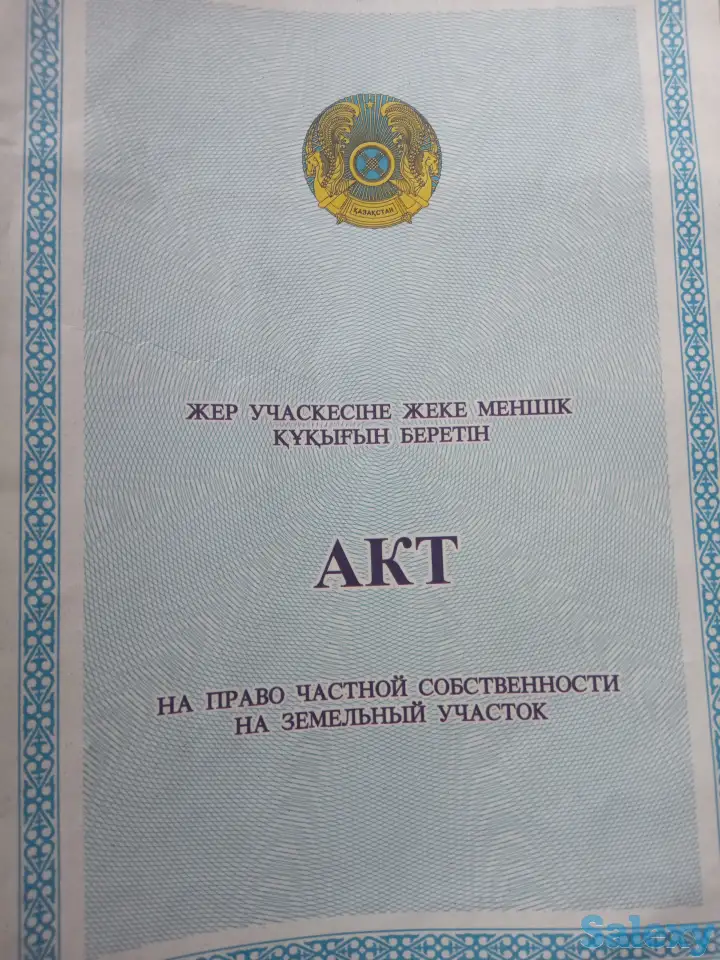 ҚАЗАҚСТАН
ЖЕР УЧАСКЕСІНЕ ЖЕКЕ МЕНШІК
ҚҰҚЫҒЫН БЕРЕТІН
АКТ
НА ПРАВО ЧАСТНОЙ СОБСТВЕННОСТИ
НА ЗЕМЕЛЬНЫЙ УЧАСТОК
Salexy